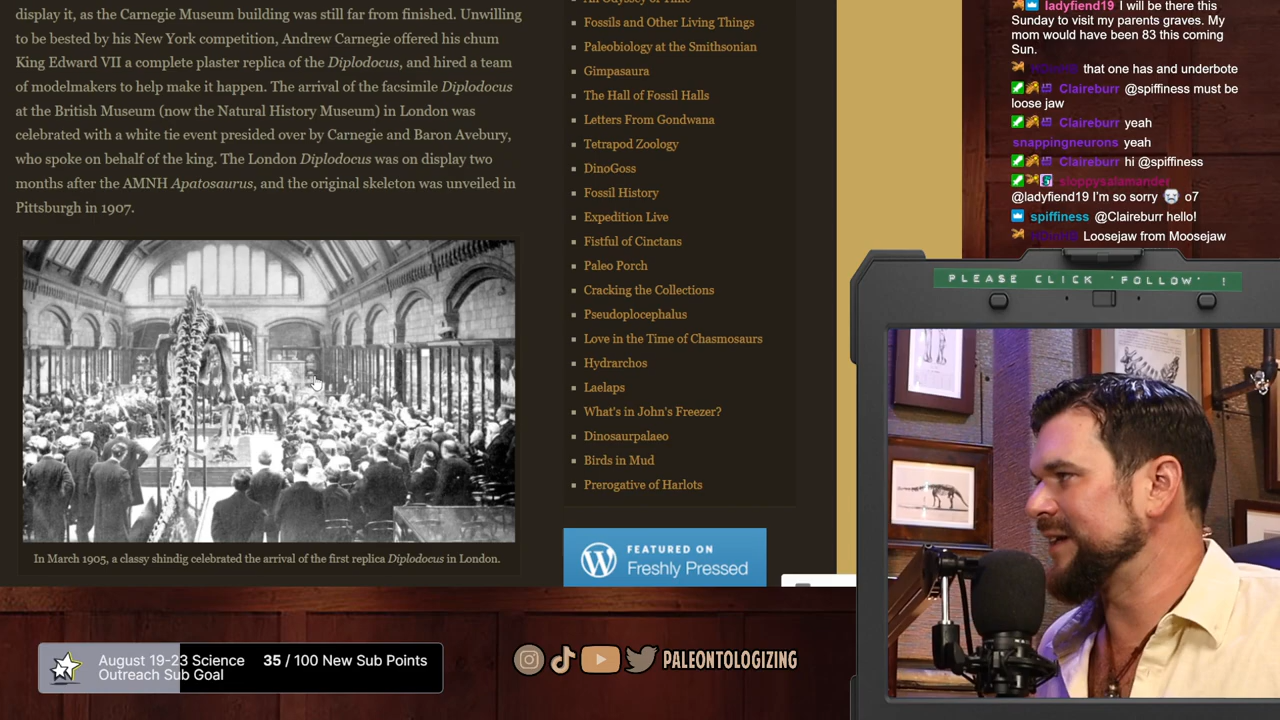 display it, as the Carnegie Museum building was still far from finished. Unwilling
to be bested by his New York competition, Andrew Carnegie offered his chum
King Edward VII a complete plaster replica of the Diplodocus, and hired a team
of modelmakers to help make it happen. The arrival of the facsimile Diplodocus
at the British Museum (now the Natural History Museum) in London was
celebrated with a white tie event presided over by Carnegie and Baron Avebury,
who spoke on behalf of the king. The London Diplodocus was on display two
months after the AMNH Apatosaurus, and the original skeleton was unveiled in
Pittsburgh in 1907.
In March 1905, a classy shindig celebrated the arrival of the first replica Diplodocus in London.
An Odyssey of Time
Fossils and Other Living Things
Paleobiology at the Smithsonian
Gimpasaura
The Hall of Fossil Halls
Letters From Gondwana
Tetrapod Zoology
DinoGoss
Fossil History
Expedition Live
Fistful of Cinctans
Paleo Porch
Cracking the Collections
Pseudoplocephalus
Love in the Time of Chasmosaurs
Hydrarchos
Laelaps
What's in John's Freezer?
Dinosaurpalaeo
Birds in Mud
Prerogative of Harlots
FEATURED ON
Freshly Pressed
ladyfiend19 I will be there this
Sunday to visit my parents graves. My
mom would have been 83 this coming
Sun.
that one has and underbote
Claireburr @spiffiness must be
loose jaw
Claireburr yeah
snappingneurons yeah
Claireburr hi @spiffiness
sloppysalamander
@ladyfiend19 I'm so sorry o7
spiffiness @Claireburr hello!
Loosejaw from Moosejaw
PLEASE CLICK 'FOLLOW' !
August 19-23 Science
Outreach Sub Goal
35 / 100 New Sub Points
PALEONTOLOGIZING